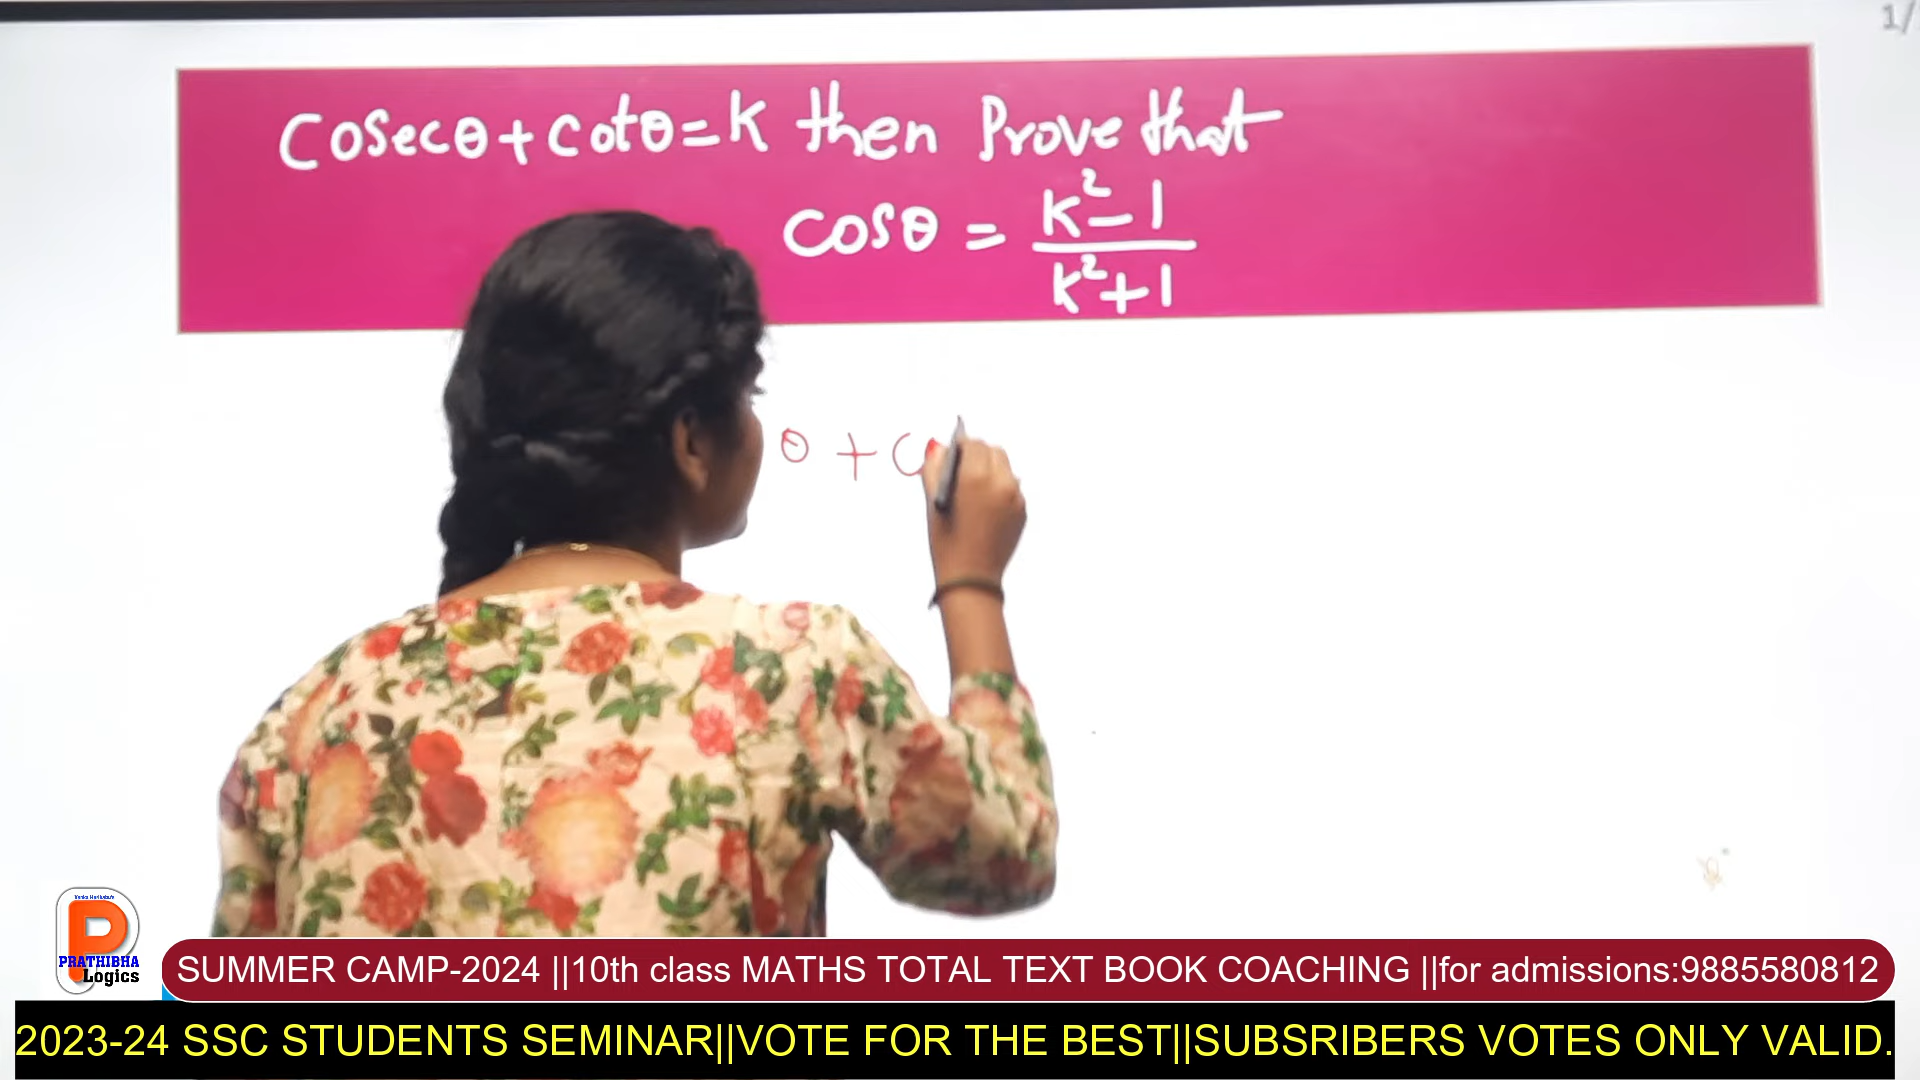 1/
Cosecθ + Cotθ = K then Prove that
cosθ = (K² - 1) / (K² + 1)
θ + C
PRATHIBHA
Logics
SUMMER CAMP-2024 ||10th class MATHS TOTAL TEXT BOOK COACHING ||for admissions:9885580812
2023-24 SSC STUDENTS SEMINAR||VOTE FOR THE BEST||SUBSRIBERS VOTES ONLY VALID.